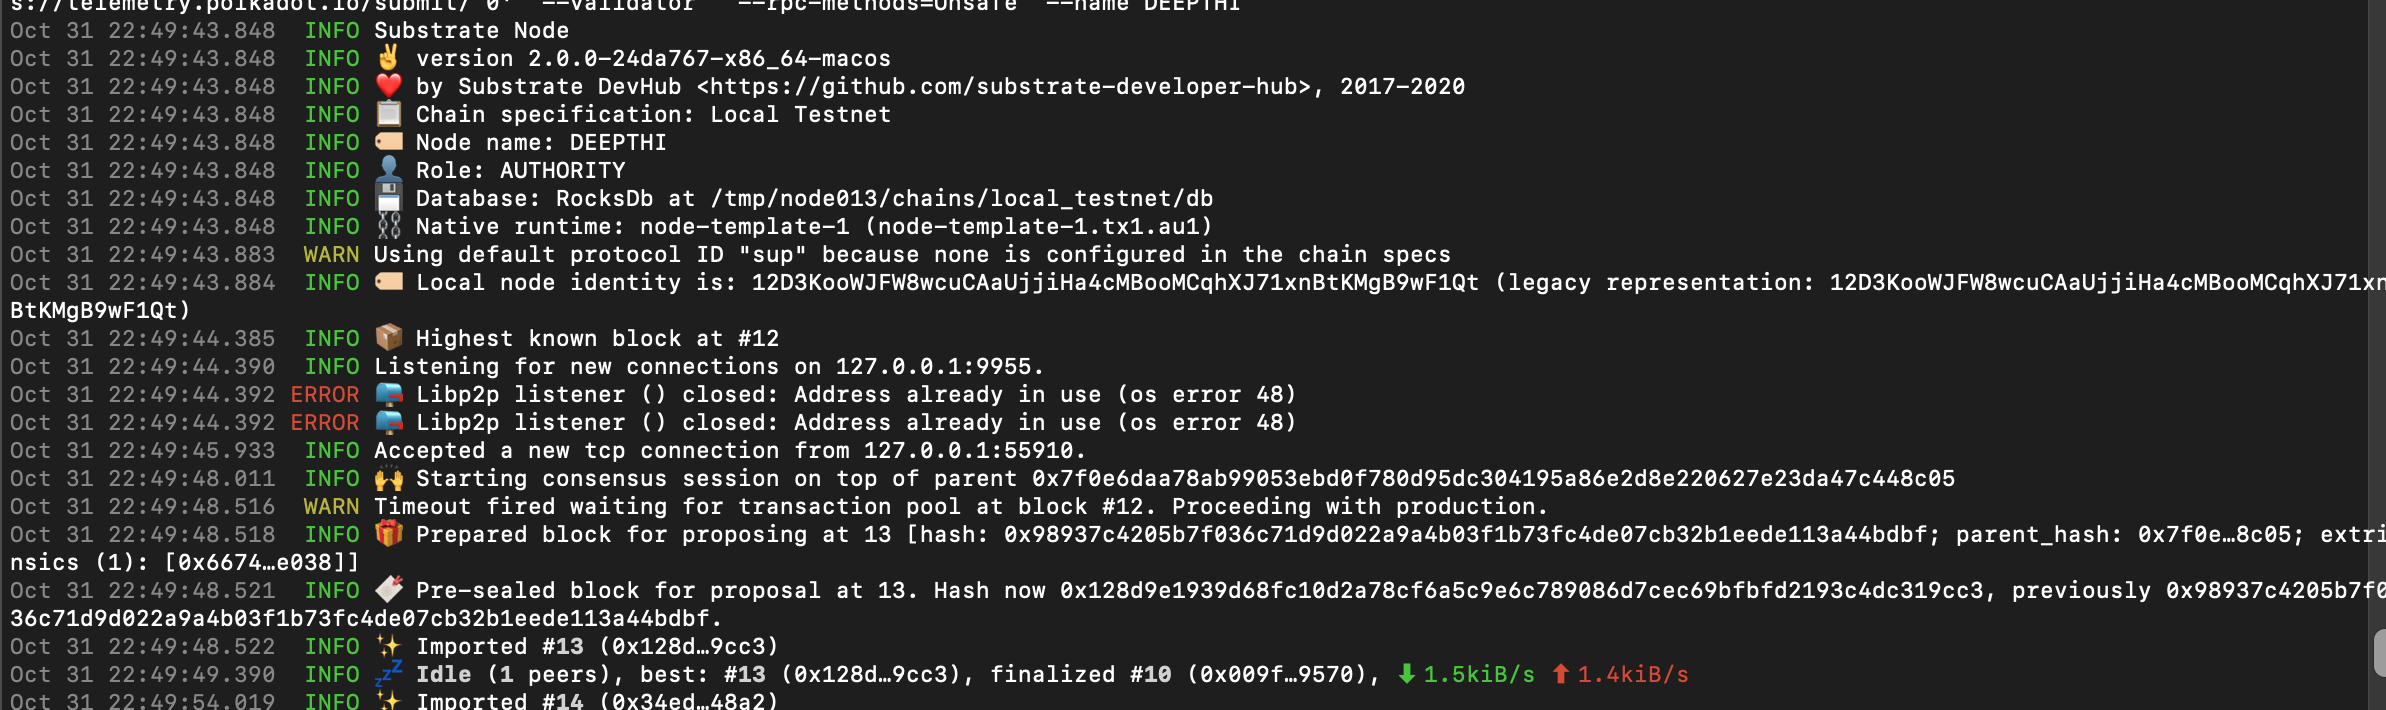 s://telemetry.polkadot.io/submit/ 0' --validator --rpc-methods=Unsafe --name DEEPTHI
Oct 31 22:49:43.848 INFO Substrate Node
Oct 31 22:49:43.848 INFO ✌️ version 2.0.0-24da767-x86_64-macos
Oct 31 22:49:43.848 INFO ❤️ by Substrate DevHub <https://github.com/substrate-developer-hub>, 2017-2020
Oct 31 22:49:43.848 INFO 📋 Chain specification: Local Testnet
Oct 31 22:49:43.848 INFO 🏷 Node name: DEEPTHI
Oct 31 22:49:43.848 INFO 👤 Role: AUTHORITY
Oct 31 22:49:43.848 INFO 💾 Database: RocksDb at /tmp/node013/chains/local_testnet/db
Oct 31 22:49:43.848 INFO ⛓ Native runtime: node-template-1 (node-template-1.tx1.au1)
Oct 31 22:49:43.883 WARN Using default protocol ID "sup" because none is configured in the chain specs
Oct 31 22:49:43.884 INFO 🏷 Local node identity is: 12D3KooWJFW8wcuCAaUjjiHa4cMBooMCqhXJ71xnBtKMgB9wF1Qt (legacy representation: 12D3KooWJFW8wcuCAaUjjiHa4cMBooMCqhXJ71xn
BtKMgB9wF1Qt)
Oct 31 22:49:44.385 INFO 📦 Highest known block at #12
Oct 31 22:49:44.390 INFO Listening for new connections on 127.0.0.1:9955.
Oct 31 22:49:44.392 ERROR 📪 Libp2p listener () closed: Address already in use (os error 48)
Oct 31 22:49:44.392 ERROR 📪 Libp2p listener () closed: Address already in use (os error 48)
Oct 31 22:49:45.933 INFO Accepted a new tcp connection from 127.0.0.1:55910.
Oct 31 22:49:48.011 INFO 🙌 Starting consensus session on top of parent 0x7f0e6daa78ab99053ebd0f780d95dc304195a86e2d8e220627e23da47c448c05
Oct 31 22:49:48.516 WARN Timeout fired waiting for transaction pool at block #12. Proceeding with production.
Oct 31 22:49:48.518 INFO 🎁 Prepared block for proposing at 13 [hash: 0x98937c4205b7f036c71d9d022a9a4b03f1b73fc4de07cb32b1eede113a44bdbf; parent_hash: 0x7f0e…8c05; extri
nsics (1): [0x6674…e038]]
Oct 31 22:49:48.521 INFO 🔖 Pre-sealed block for proposal at 13. Hash now 0x128d9e1939d68fc10d2a78cf6a5c9e6c789086d7cec69bfbfd2193c4dc319cc3, previously 0x98937c4205b7f0
36c71d9d022a9a4b03f1b73fc4de07cb32b1eede113a44bdbf.
Oct 31 22:49:48.522 INFO ✨ Imported #13 (0x128d…9cc3)
Oct 31 22:49:49.390 INFO 💤 Idle (1 peers), best: #13 (0x128d…9cc3), finalized #10 (0x009f…9570), ⬇ 1.5kiB/s ⬆ 1.4kiB/s
Oct 31 22:49:54.019 INFO ✨ Imported #14 (0x34ed…48a2)